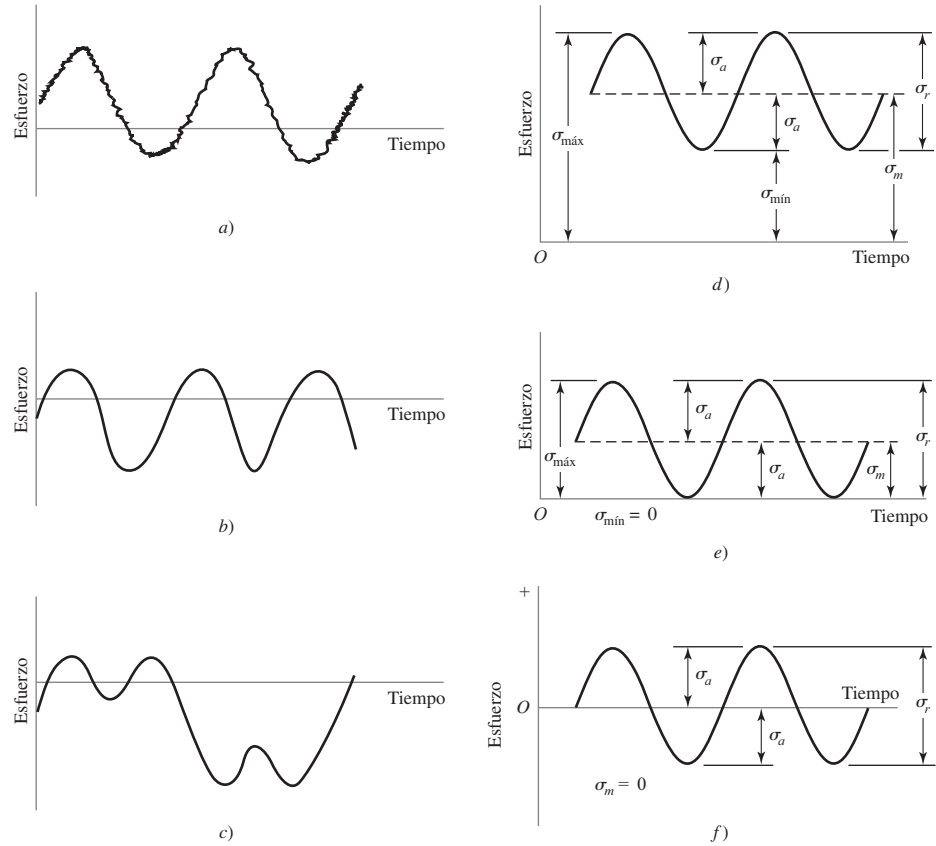 Esfuerzo
Tiempo
a)
Esfuerzo
Tiempo
b)
Esfuerzo
Tiempo
c)
Esfuerzo
σmáx
σa
σa
σmín
σm
σr
O
Tiempo
d)
Esfuerzo
σmáx
σa
σa
σm
σr
O
σmín = 0
Tiempo
e)
+
Esfuerzo
O
σa
σa
Tiempo
σr
σm = 0
f)